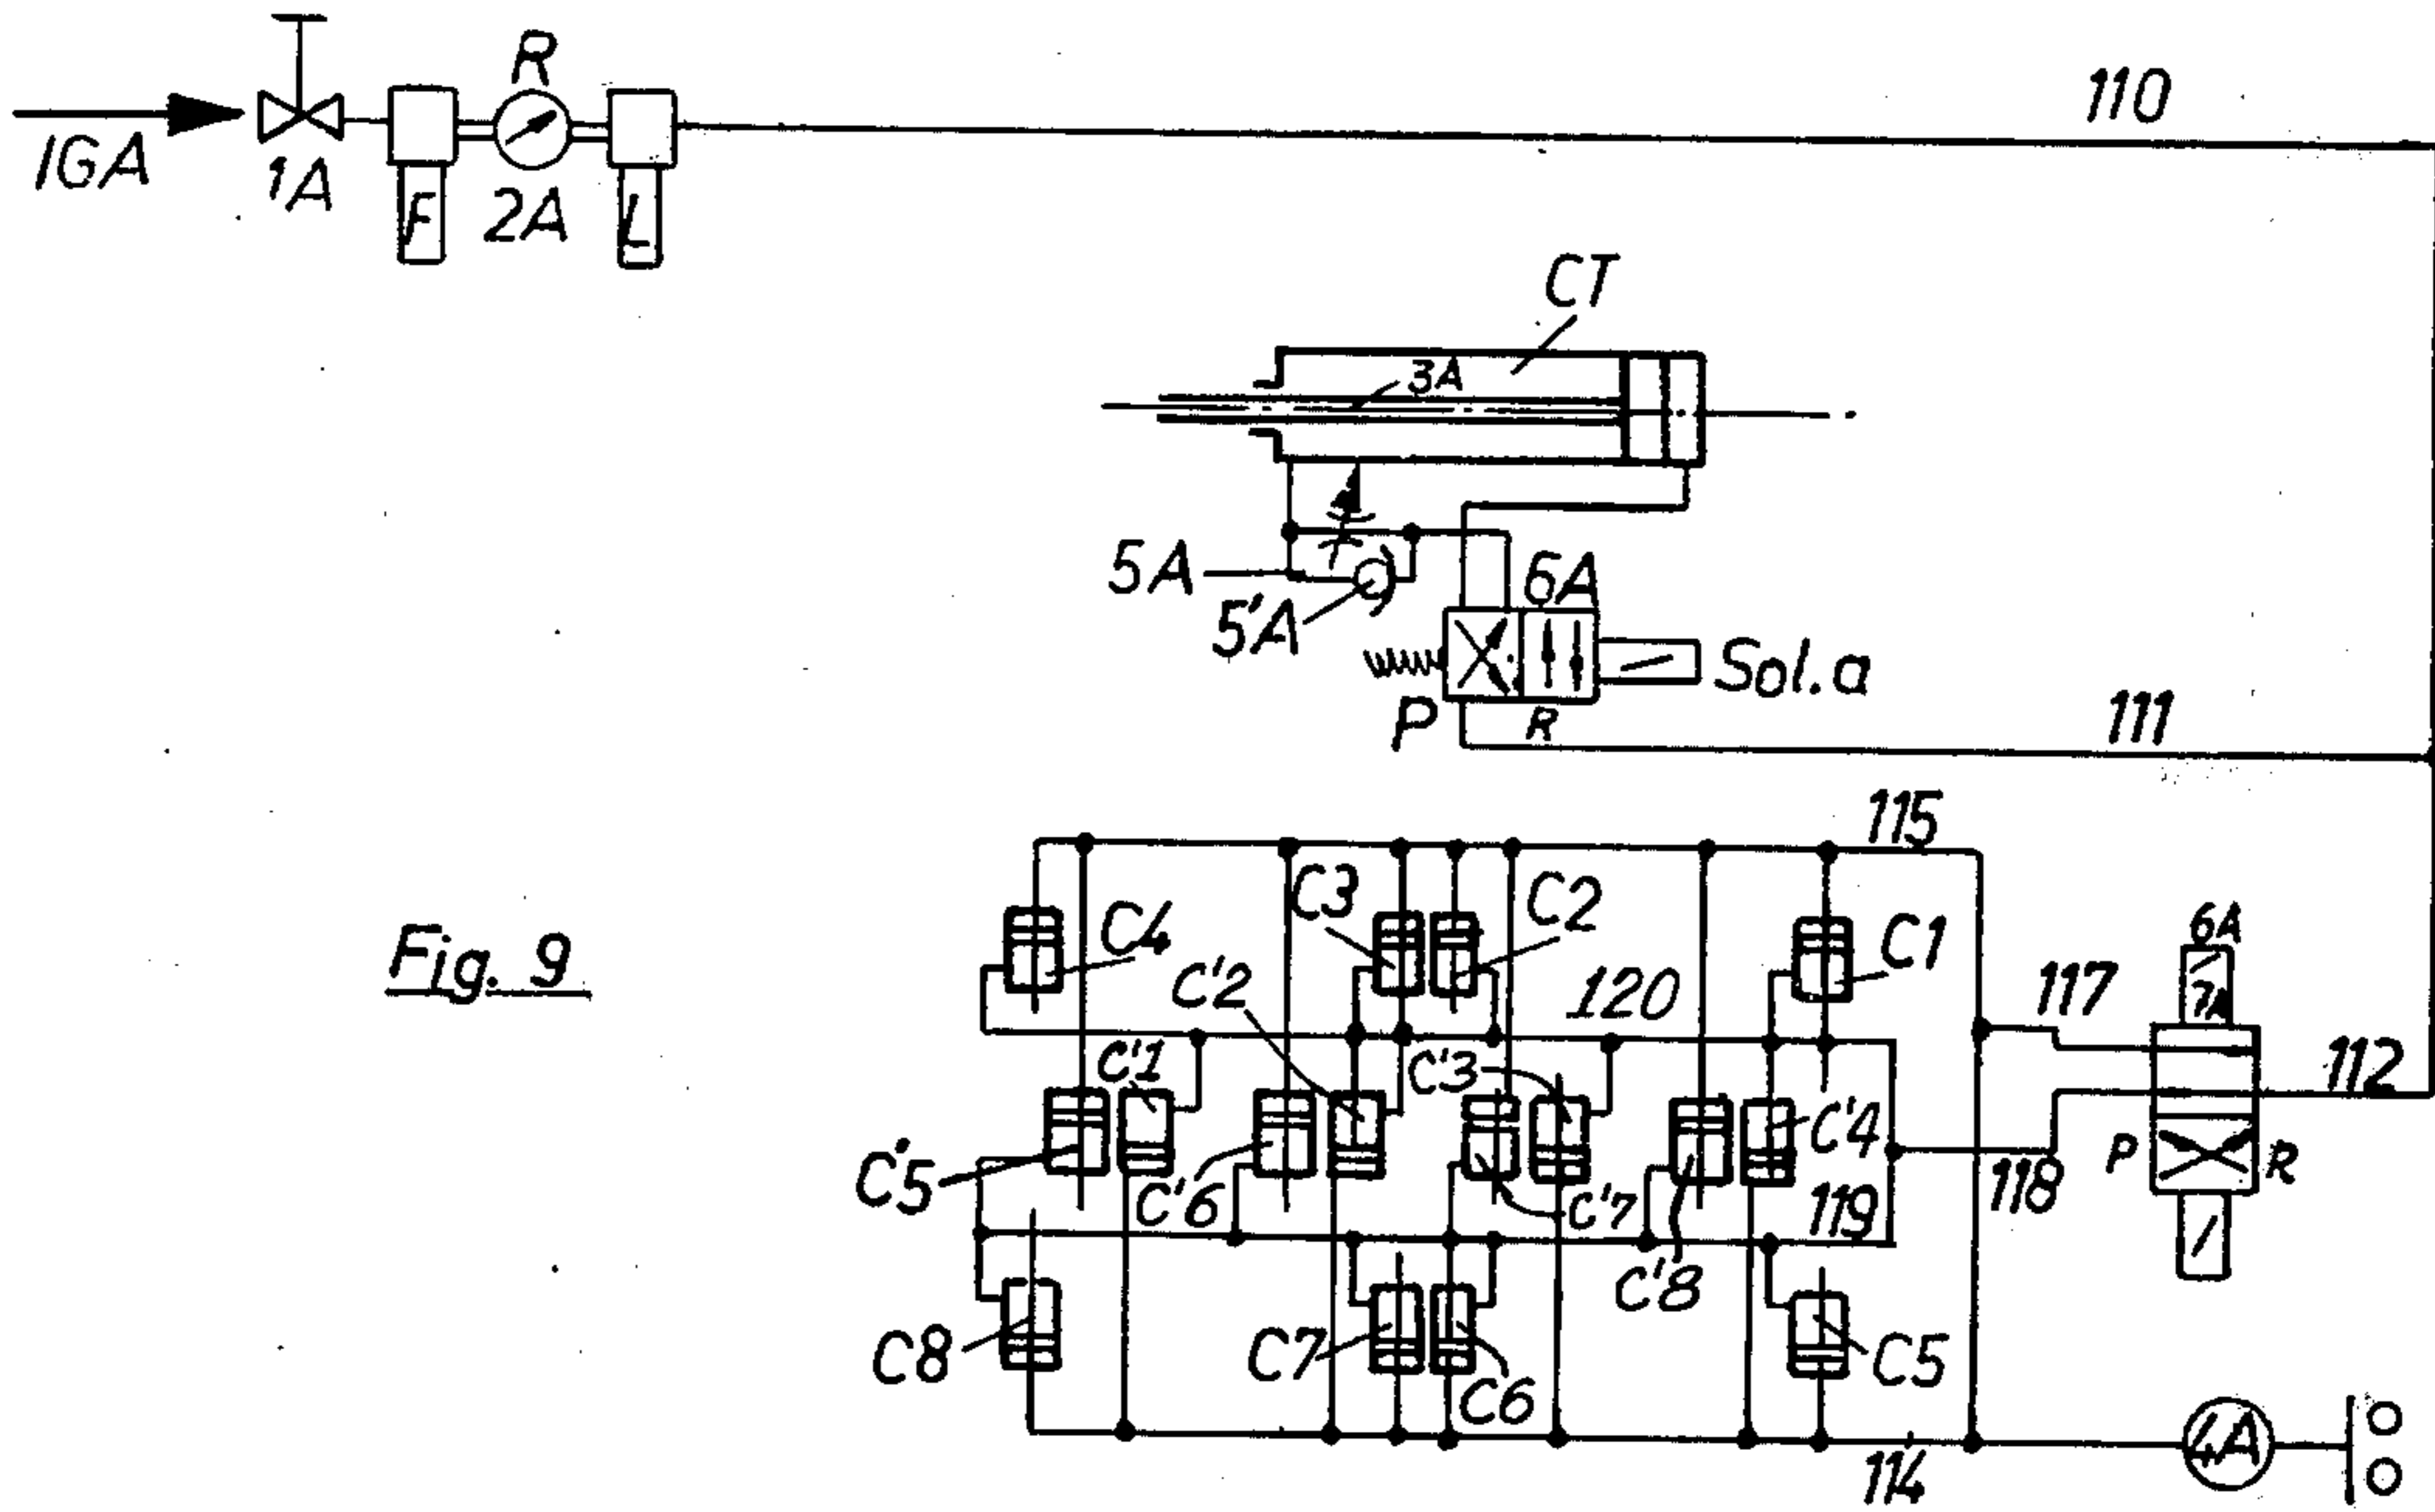 R
110
IGA
1A
F
2A
L
CT
3A
5A
5'A
6A
Sol.a
P
R
111
115
C4
C3
C2
C1
6A
7A
Fig. 9
C'2
120
117
112
C'1
C'3
C'4
P
R
C'5
C'6
C'7
119
118
C'8
C8
C7
C6
C5
4A
114